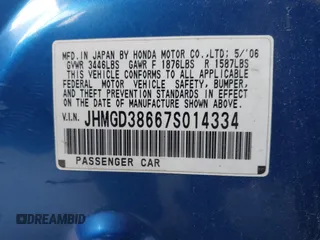 MFD.IN JAPAN BY HONDA MOTOR CO.,LTD. 5/'06
GVWR 3446LBS GAWR F 1876LBS R 1587LBS
THIS VEHICLE CONFORMS TO ALL APPLICABLE
FEDERAL MOTOR VEHICLE SAFETY, BUMPER,
AND THEFT PREVENTION STANDARDS IN EFFECT
ON THE DATE OF MANUFACTURE SHOWN ABOVE.
V.I.N. JHMGD38667S014334
PASSENGER CAR
DREAMBID